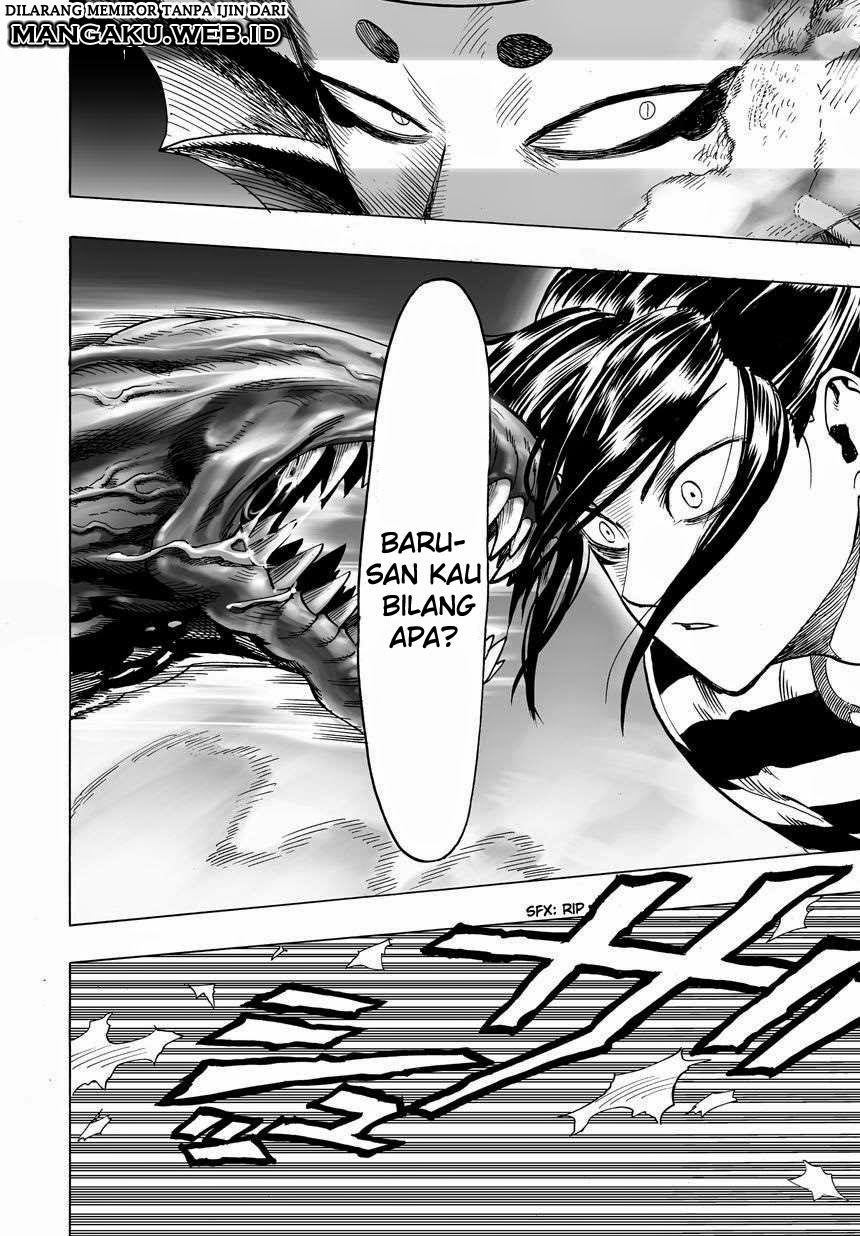 DILARANG MEMIROR TANPA IJIN DARI
MANGAKU.WEB.ID
BARU-
SAN KAU
BILANG
APA?
SFX: RIP